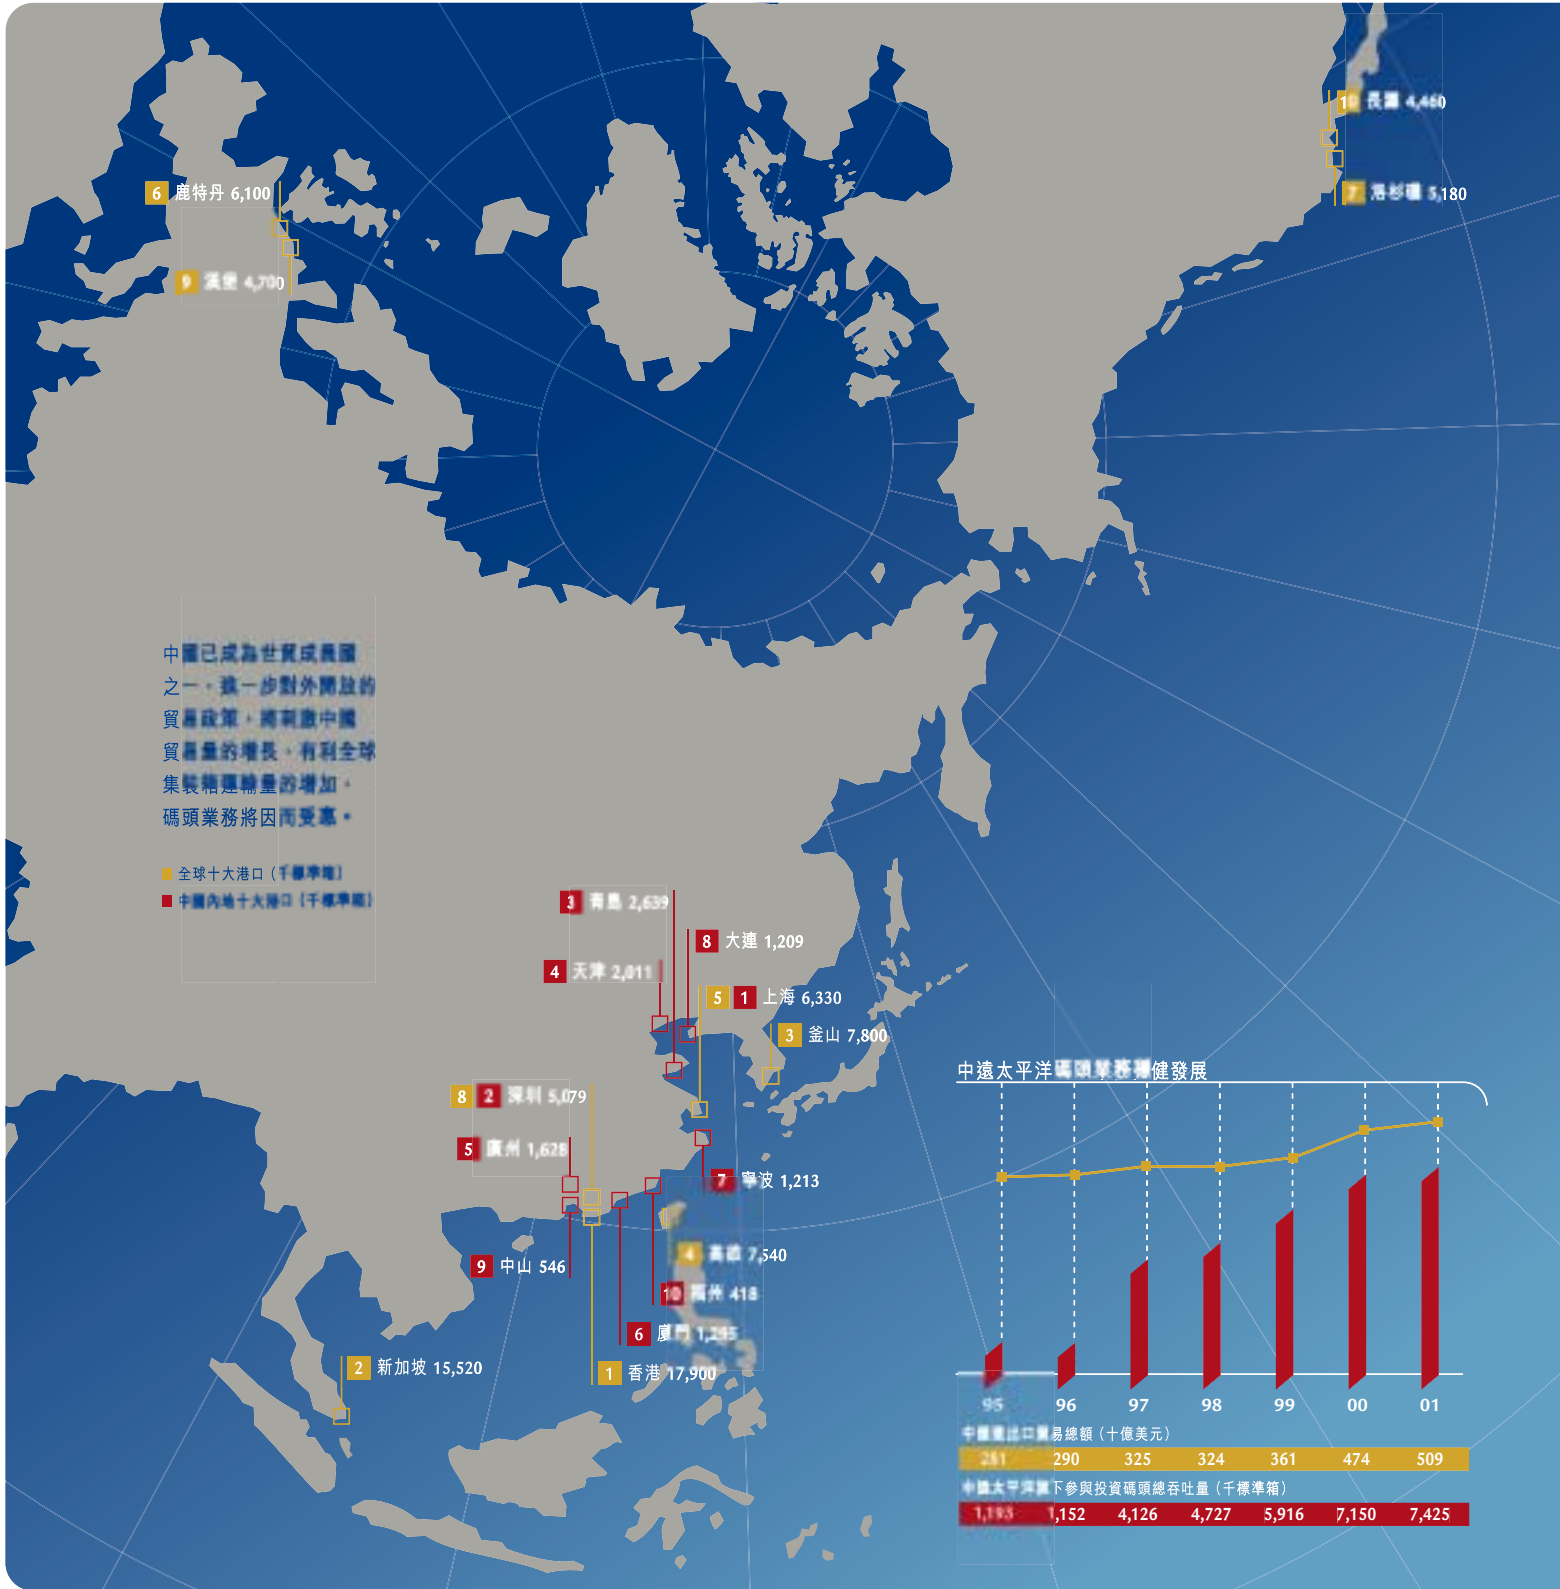 10 長灘 4,460
6 鹿特丹 6,100
7 洛杉磯 5,180
9 漢堡 4,700
中國已成為世貿成員國
之一，進一步對外開放的
貿易政策，將刺激中國
貿易量的增長，有利全球
集裝箱運輸量的增加，
碼頭業務將因而受惠。
全球十大港口（千標準箱）
中國內地十大港口（千標準箱）
3 青島 2,639
8 大連 1,209
4 天津 2,011
5 1 上海 6,330
3 釜山 7,800
中遠太平洋碼頭業務穩健發展
8 2 深圳 5,079
5 廣州 1,628
7 寧波 1,213
4 高雄 7,540
9 中山 546
10 福州 418
6 廈門
2 新加坡 15,520
1 香港 17,900
95 96 97 98 99 00 01
中國進出口貿易總額（十億美元）
281 290 325 324 361 474 509
中遠太平洋旗下參與投資碼頭總吞吐量（千標準箱）
1,193 1,152 4,126 4,727 5,916 7,150 7,425